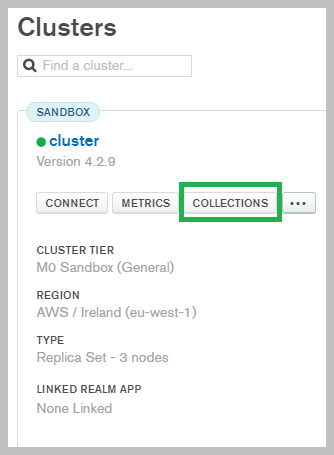 Clusters
Find a cluster...
SANDBOX
cluster
Version 4.2.9
CONNECT METRICS COLLECTIONS ...
CLUSTER TIER
M0 Sandbox (General)
REGION
AWS / Ireland (eu-west-1)
TYPE
Replica Set - 3 nodes
LINKED REALM APP
None Linked